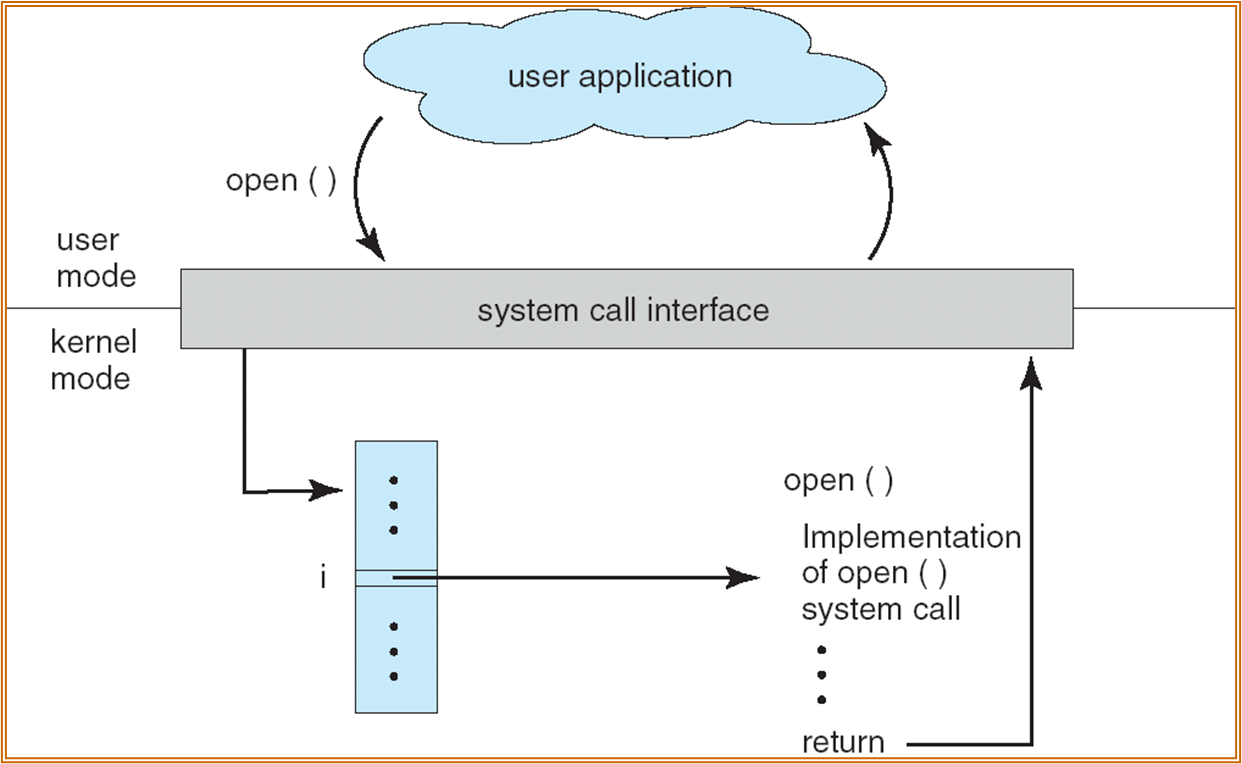 user application
open ( )
user
mode
system call interface
kernel
mode
open ( )
Implementation
of open ( )
system call
i
return